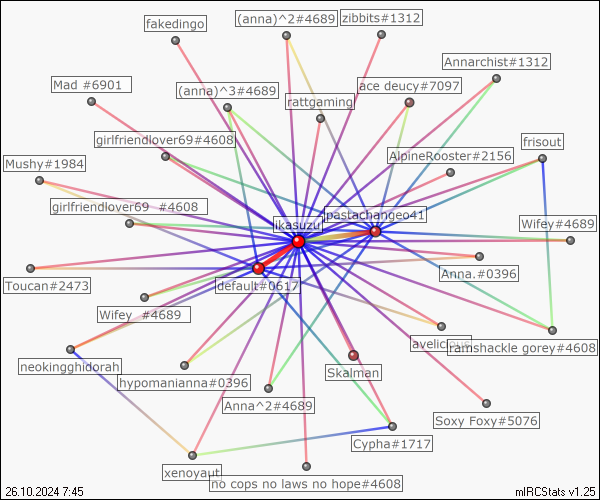 fakedingo
(anna)^2#4689
zibbits#1312
Annarchist#1312
Mad #6901
(anna)^3#4689
ace deucy#7097
rattgaming
girlfriendlover69#4608
frisout
Mushy#1984
AlpineRooster#2156
girlfriendlover69 #4608
pastachangeo41
ikasuzu
Wifey#4689
Anna.#0396
Toucan#2473
default#0617
Wifey #4689
ramshackle gorey#4608
neokingghidorah
hypomanianna#0396
Skalman
Anna^2#4689
Soxy Foxy#5076
Cypha#1717
xenoyaut
no cops no laws no hope#4608
26.10.2024 7:45
mIRCStats v1.25